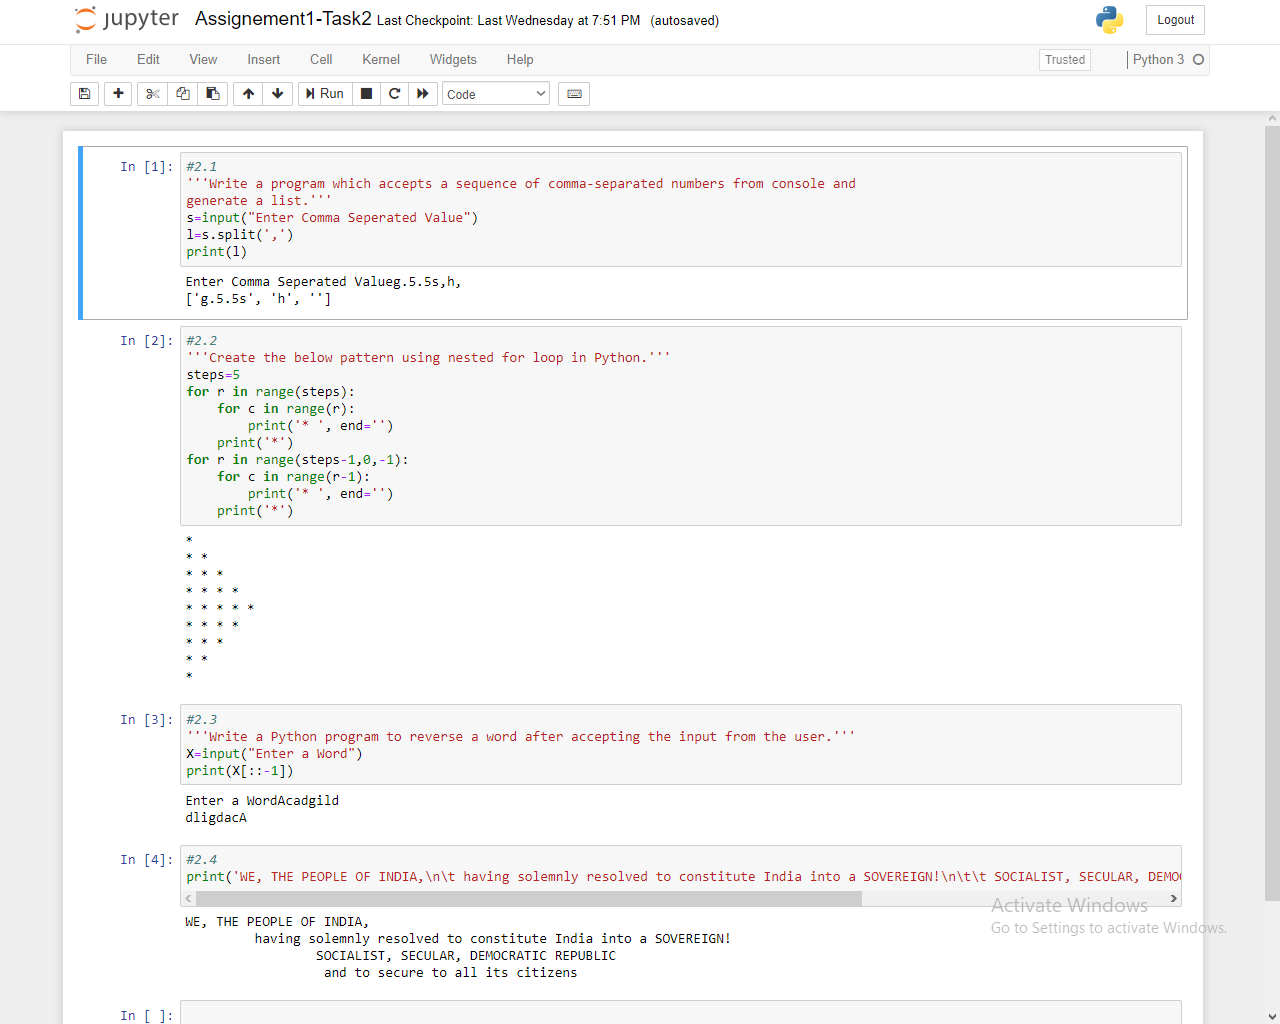 jupyter Assignement1-Task2 Last Checkpoint: Last Wednesday at 7:51 PM (autosaved) Logout
File Edit View Insert Cell Kernel Widgets Help Trusted Python 3
Run Code
In [1]: #2.1
'''Write a program which accepts a sequence of comma-separated numbers from console and
generate a list.'''
s=input("Enter Comma Seperated Value")
l=s.split(',')
print(l)
Enter Comma Seperated Valueg.5.5s,h,
['g.5.5s', 'h', '']
In [2]: #2.2
'''Create the below pattern using nested for loop in Python.'''
steps=5
for r in range(steps):
    for c in range(r):
        print('* ', end='')
    print('*')
for r in range(steps-1,0,-1):
    for c in range(r-1):
        print('* ', end='')
    print('*')
*
* *
* * *
* * * *
* * * * *
* * * *
* * *
* *
*
In [3]: #2.3
'''Write a Python program to reverse a word after accepting the input from the user.'''
X=input("Enter a Word")
print(X[::-1])
Enter a WordAcadgild
dligdacA
In [4]: #2.4
print('WE, THE PEOPLE OF INDIA,\n\t having solemnly resolved to constitute India into a SOVEREIGN!\n\t\t SOCIALIST, SECULAR, DEMO
WE, THE PEOPLE OF INDIA,
         having solemnly resolved to constitute India into a SOVEREIGN!
                 SOCIALIST, SECULAR, DEMOCRATIC REPUBLIC
                  and to secure to all its citizens
Activate Windows
Go to Settings to activate Windows.
In [ ]: